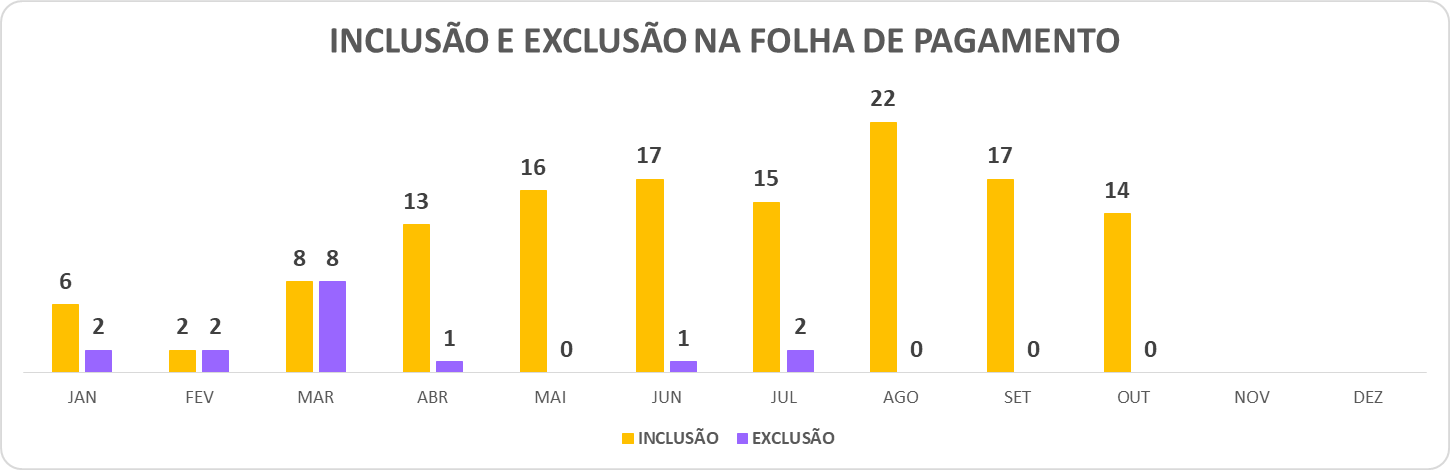 INCLUSÃO E EXCLUSÃO NA FOLHA DE PAGAMENTO
22
17
17
16
15
14
13
8 8
6
2 2 2 1 0 1 2 0 0 0
JAN FEV MAR ABR MAI JUN JUL AGO SET OUT NOV DEZ
INCLUSÃO EXCLUSÃO